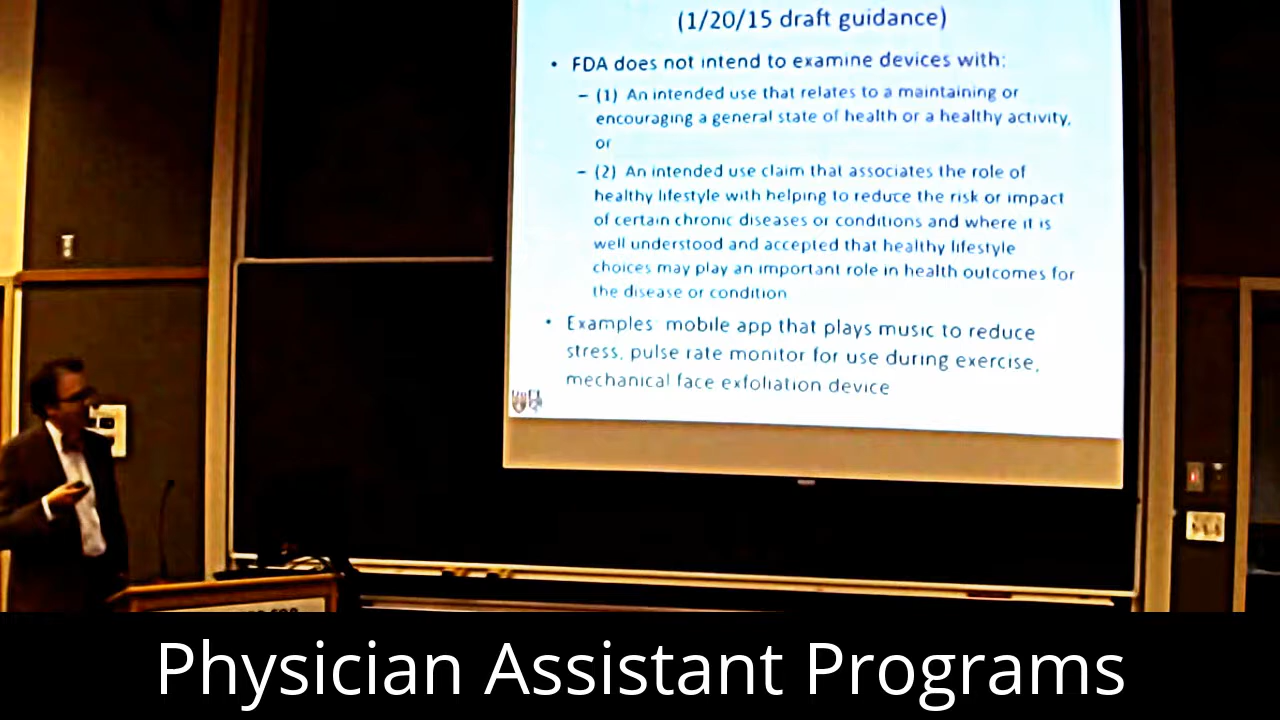 (1/20/15 draft guidance)
• FDA does not intend to examine devices with:
– (1) An intended use that relates to a maintaining or
encouraging a general state of health or a healthy activity,
or
– (2) An intended use claim that associates the role of
healthy lifestyle with helping to reduce the risk or impact
of certain chronic diseases or conditions and where it is
well understood and accepted that healthy lifestyle
choices may play an important role in health outcomes for
the disease or condition
• Examples: mobile app that plays music to reduce
stress, pulse rate monitor for use during exercise,
mechanical face exfoliation device
Physician Assistant Programs